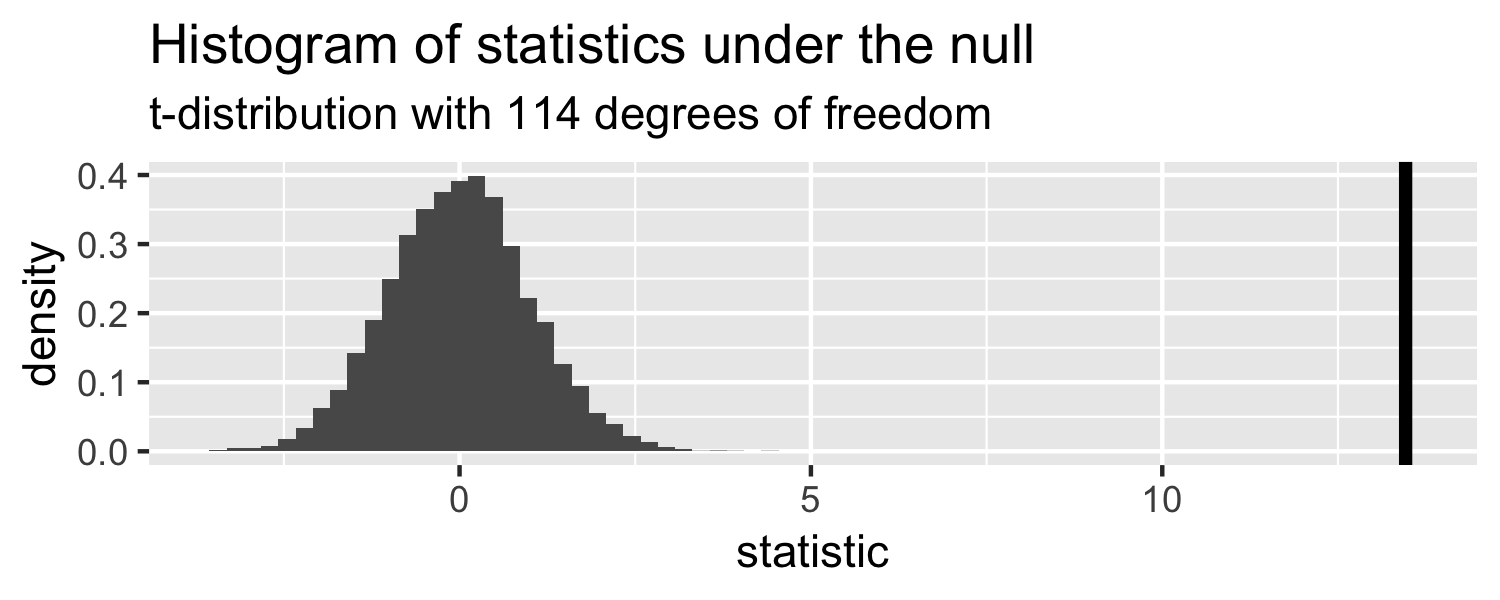 Histogram of statistics under the null
t-distribution with 114 degrees of freedom
density
0.4
0.3
0.2
0.1
0.0
0 5 10
statistic